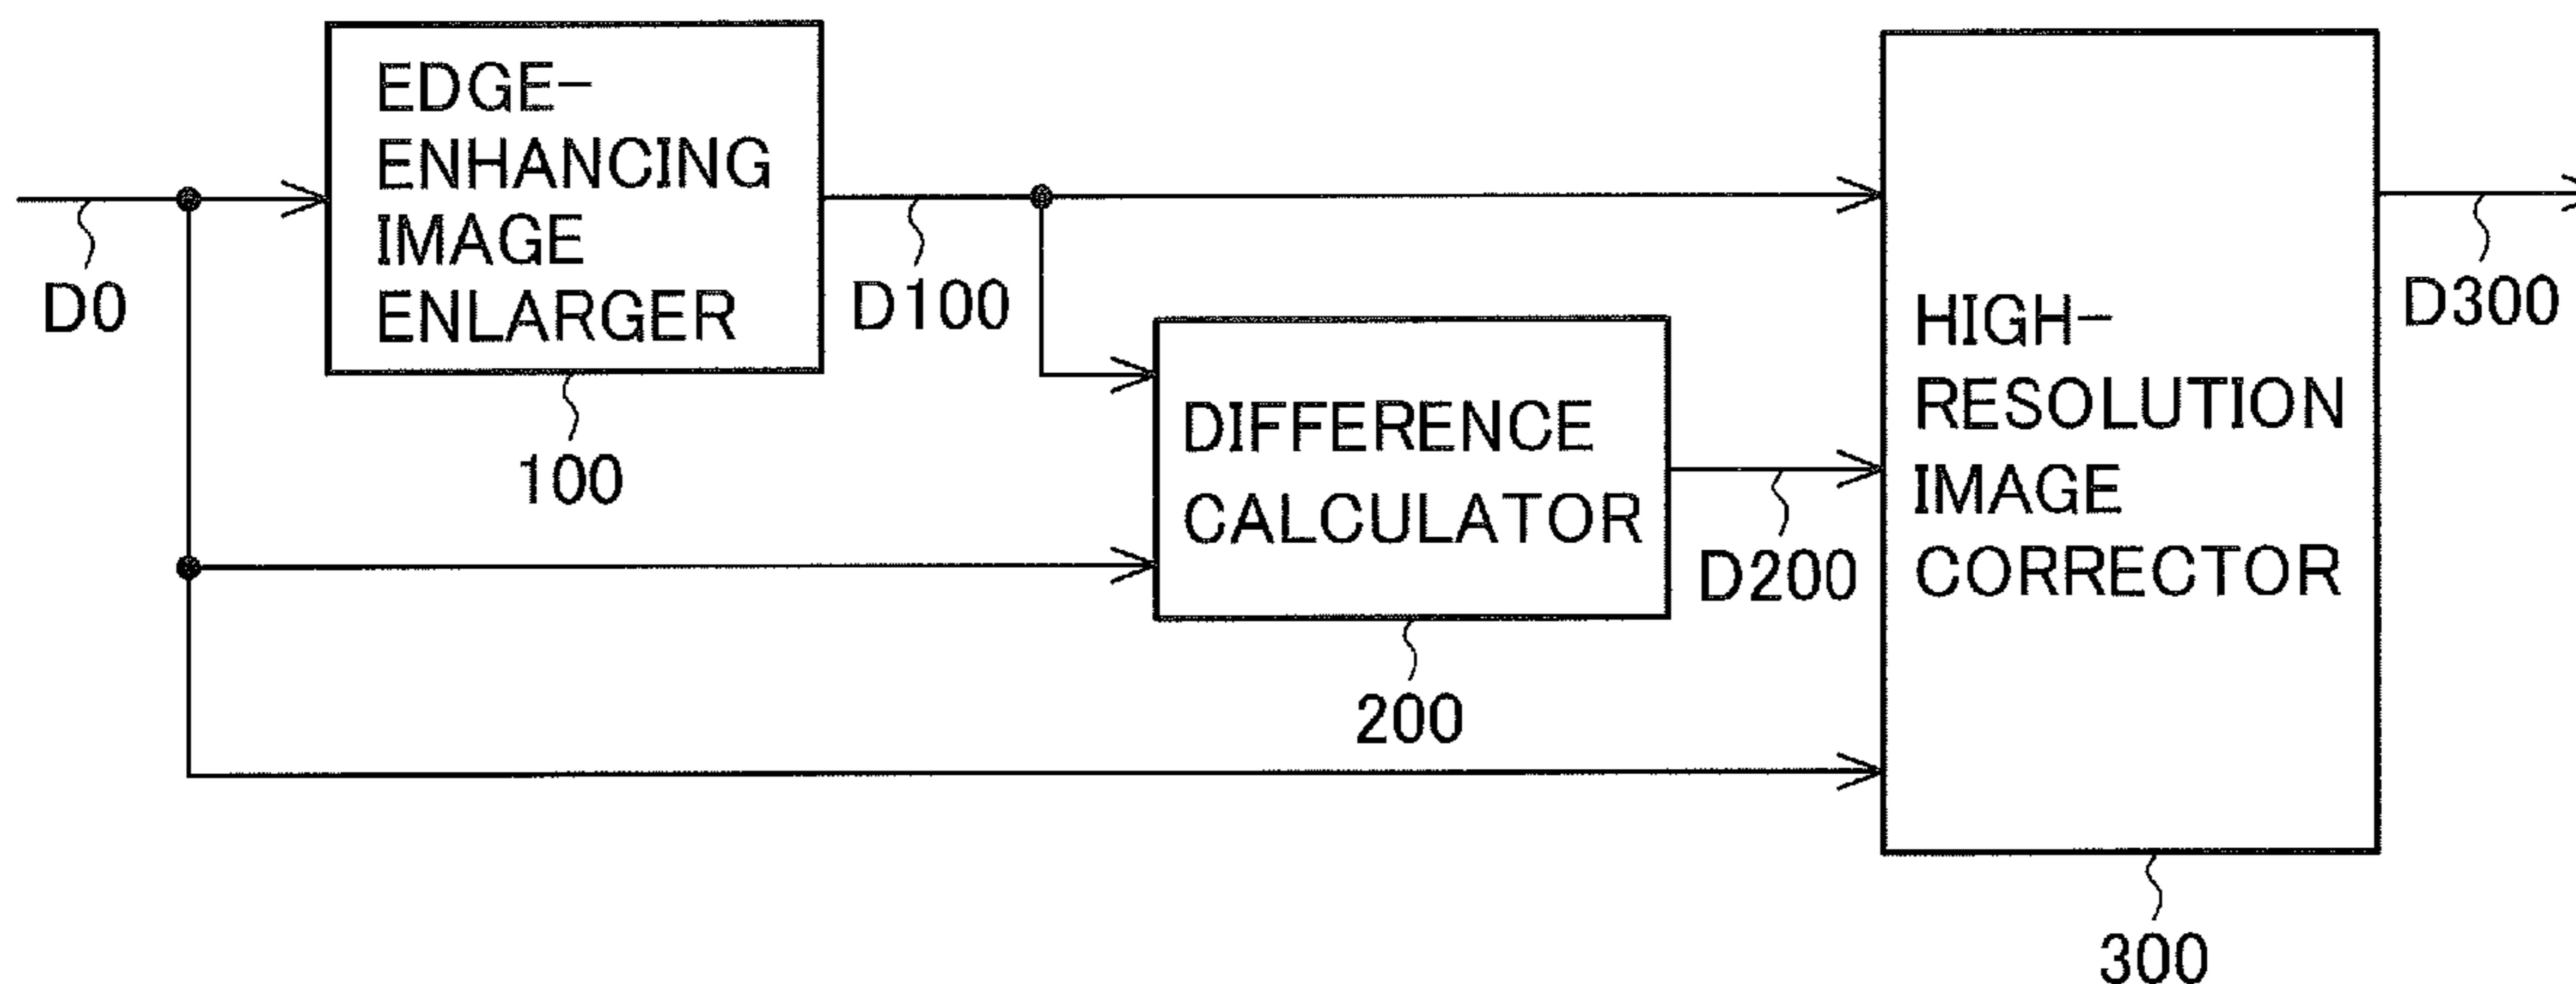 EDGE-
ENHANCING
IMAGE
ENLARGER
D0
D100
100
DIFFERENCE
CALCULATOR
D200
200
HIGH-
RESOLUTION
IMAGE
CORRECTOR
D300
300